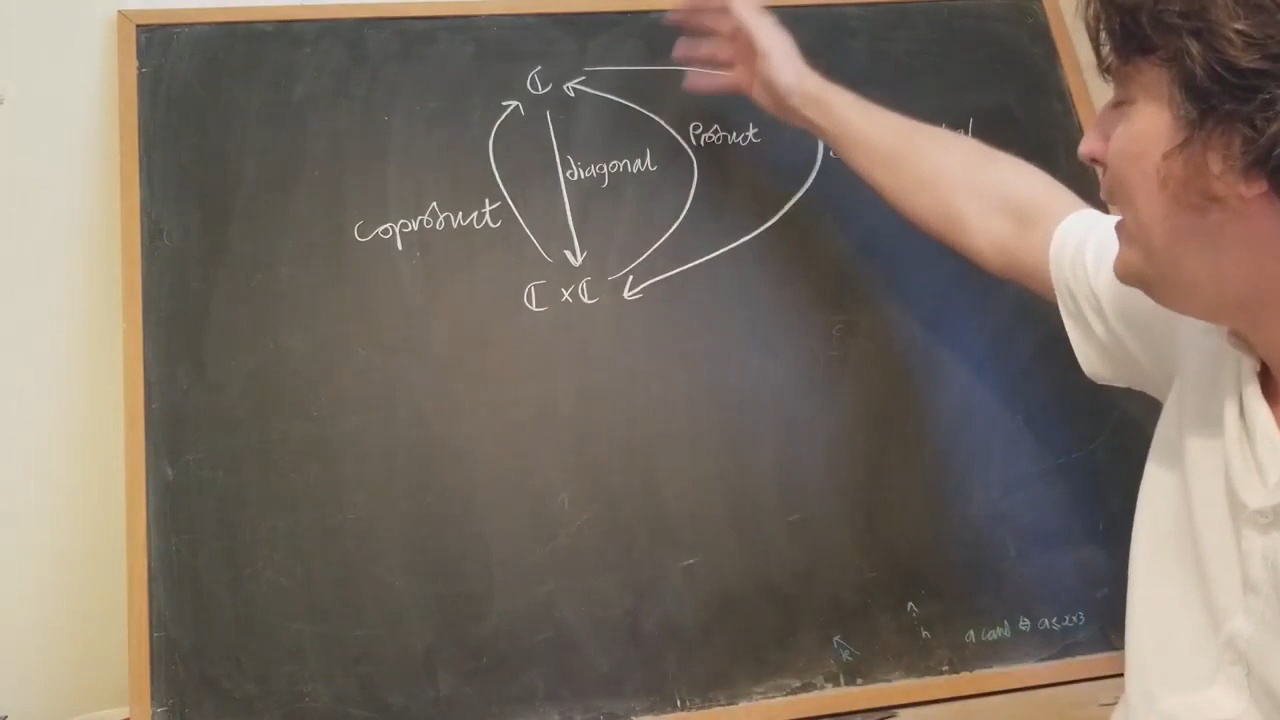 ℂ
Product
diagonal
coproduct
ℂ × ℂ
h
k